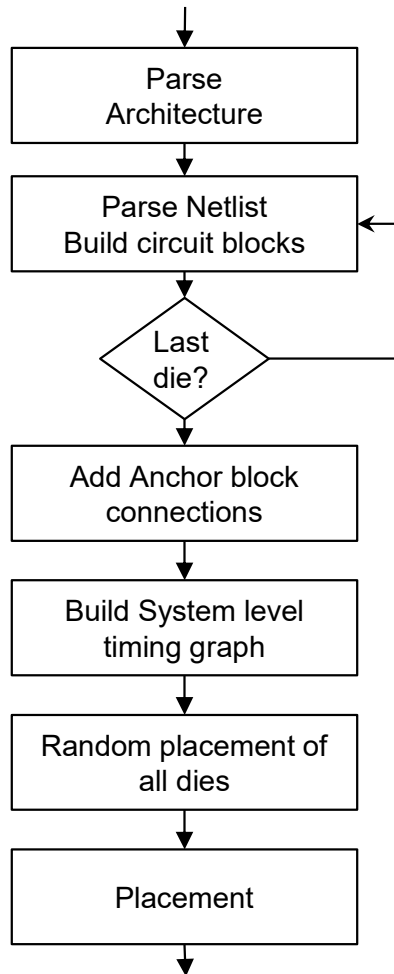 Parse
Architecture
Parse Netlist
Build circuit blocks
Last
die?
Add Anchor block
connections
Build System level
timing graph
Random placement of
all dies
Placement